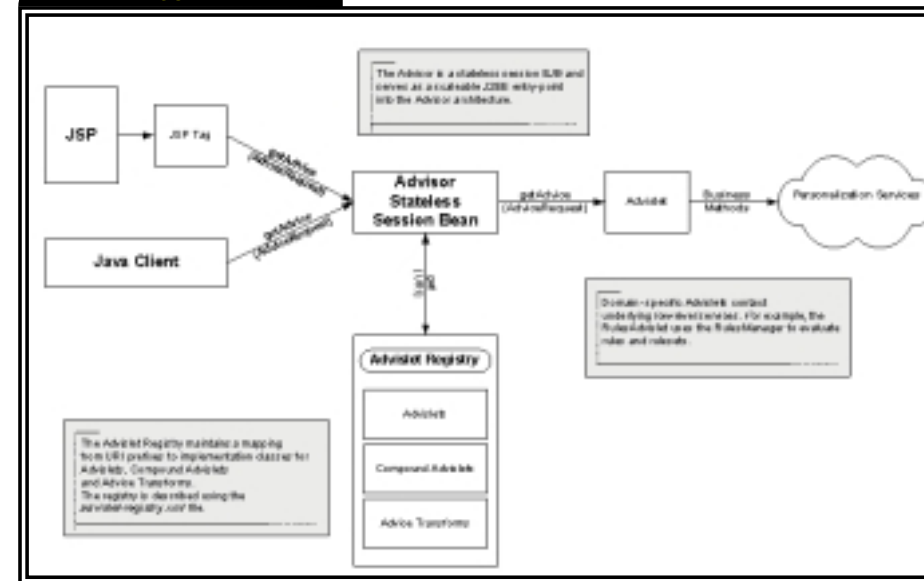 The Advisor is a stateless session EJB and
serves as a scaleable J2EE entry-point
into the Advisor architecture.
JSP
JSP Tag
getAdvice
(AdviceRequest)
Advisor
Stateless
Session Bean
getAdvice
(AdviceRequest)
Advislet
Business
Methods
Personalization Services
Java Client
getAdvice
(AdviceRequest)
get
Domain-specific Advislets contact
underlying low-level services. For example, the
RulesAdvislet uses the RulesManager to evaluate
rules and rulesets.
Advislet Registry
Advislets
Compound Advislets
Advice Transforms
The Advislet Registry maintains a mapping
from URI prefixes to implementation classes for
Advislets, Compound Advislets
and Advice Transforms.
The registry is described using the
advislet-registry.xml file.